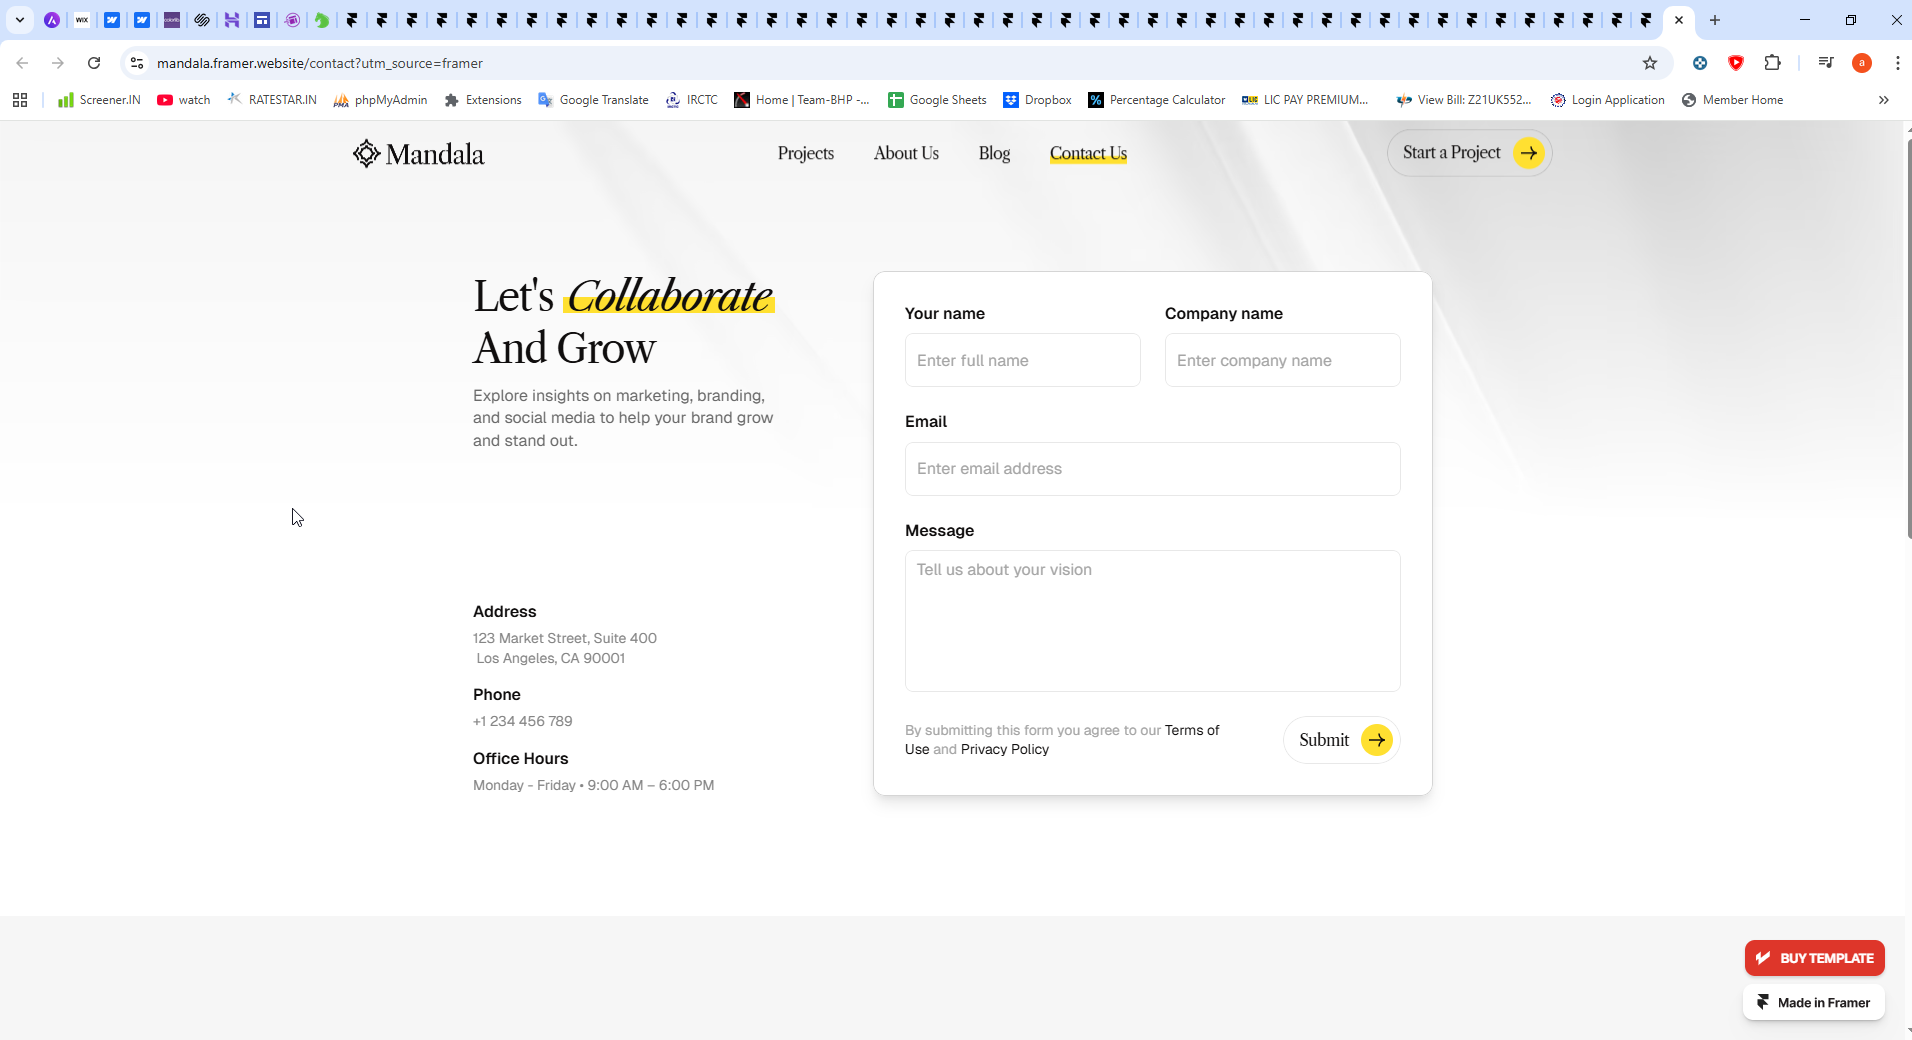 WIX
mandala.framer.website/contact?utm_source=framer
a
Screener.IN
watch
RATESTAR.IN
PMA
phpMyAdmin
Extensions
Google Translate
IRCTC
Home | Team-BHP -...
Google Sheets
Dropbox
%
Percentage Calculator
LIC PAY PREMIUM...
View Bill: Z21UK552...
Login Application
Member Home
Mandala
Projects
About Us
Blog
Contact Us
Start a Project
Let's Collaborate
And Grow
Explore insights on marketing, branding,
and social media to help your brand grow
and stand out.
Address
123 Market Street, Suite 400
Los Angeles, CA 90001
Phone
+1 234 456 789
Office Hours
Monday - Friday • 9:00 AM – 6:00 PM
Your name
Company name
Enter full name
Enter company name
Email
Enter email address
Message
Tell us about your vision
By submitting this form you agree to our Terms of
Use and Privacy Policy
Submit
BUY TEMPLATE
Made in Framer